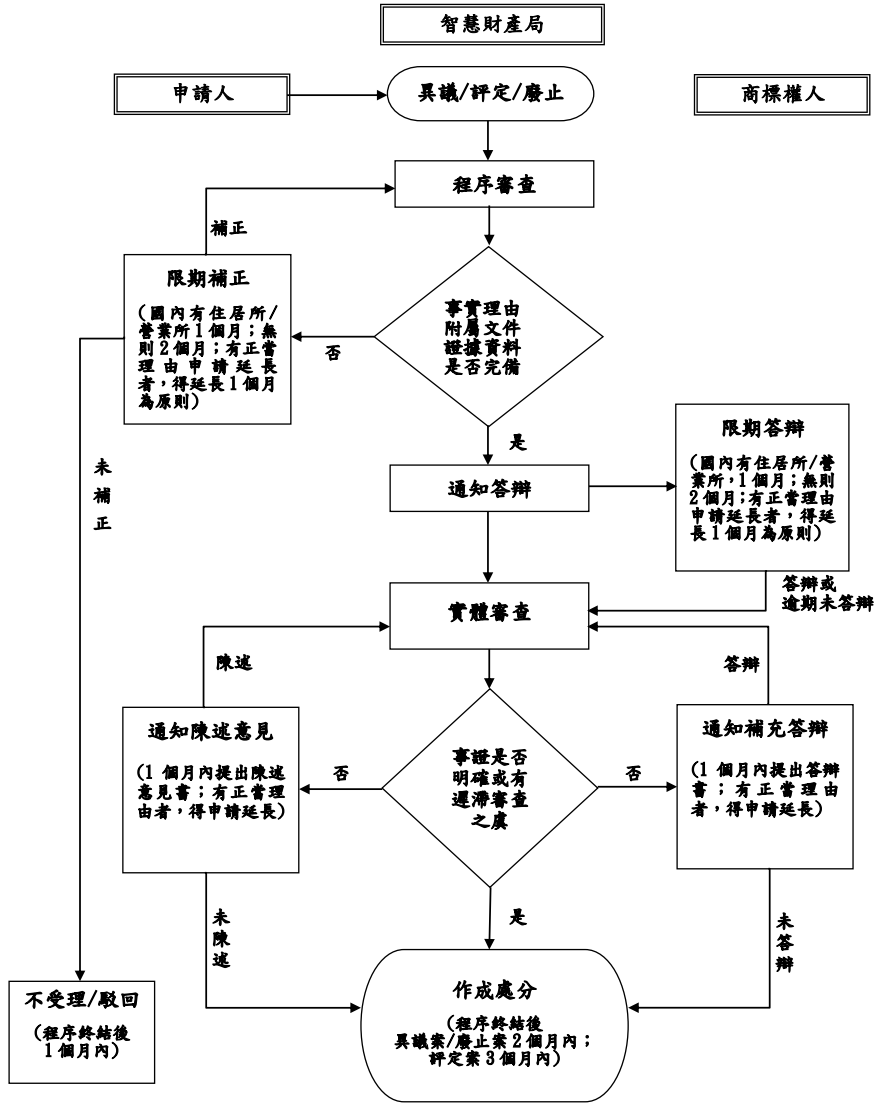 智慧財產局
申請人
異議/評定/廢止
商標權人
程序審查
補正
限期補正
(國內有住居所/
營業所1個月；無
則2個月；有正當
理由申請延長
者，得延長1個月
為原則)
事實理由
附屬文件
證據資料
是否完備
否
是
未
補
正
通知答辯
限期答辯
(國內有住居所/營
業所，1個月；無則
2個月；有正當理由
申請延長者，得延
長1個月為原則)
答辯或
逾期未答辯
實體審查
陳述
答辯
通知陳述意見
(1個月內提出陳述
意見書；有正當理
由者，得申請延長)
否
事證是否
明確或有
遲滯審查
之虞
否
通知補充答辯
(1個月內提出答辯
書；有正當理由
者，得申請延長)
未
陳
述
是
未
答
辯
不受理/駁回
(程序終結後
1個月內)
作成處分
(程序終結後
異議案/廢止案2個月內；
評定案3個月內)